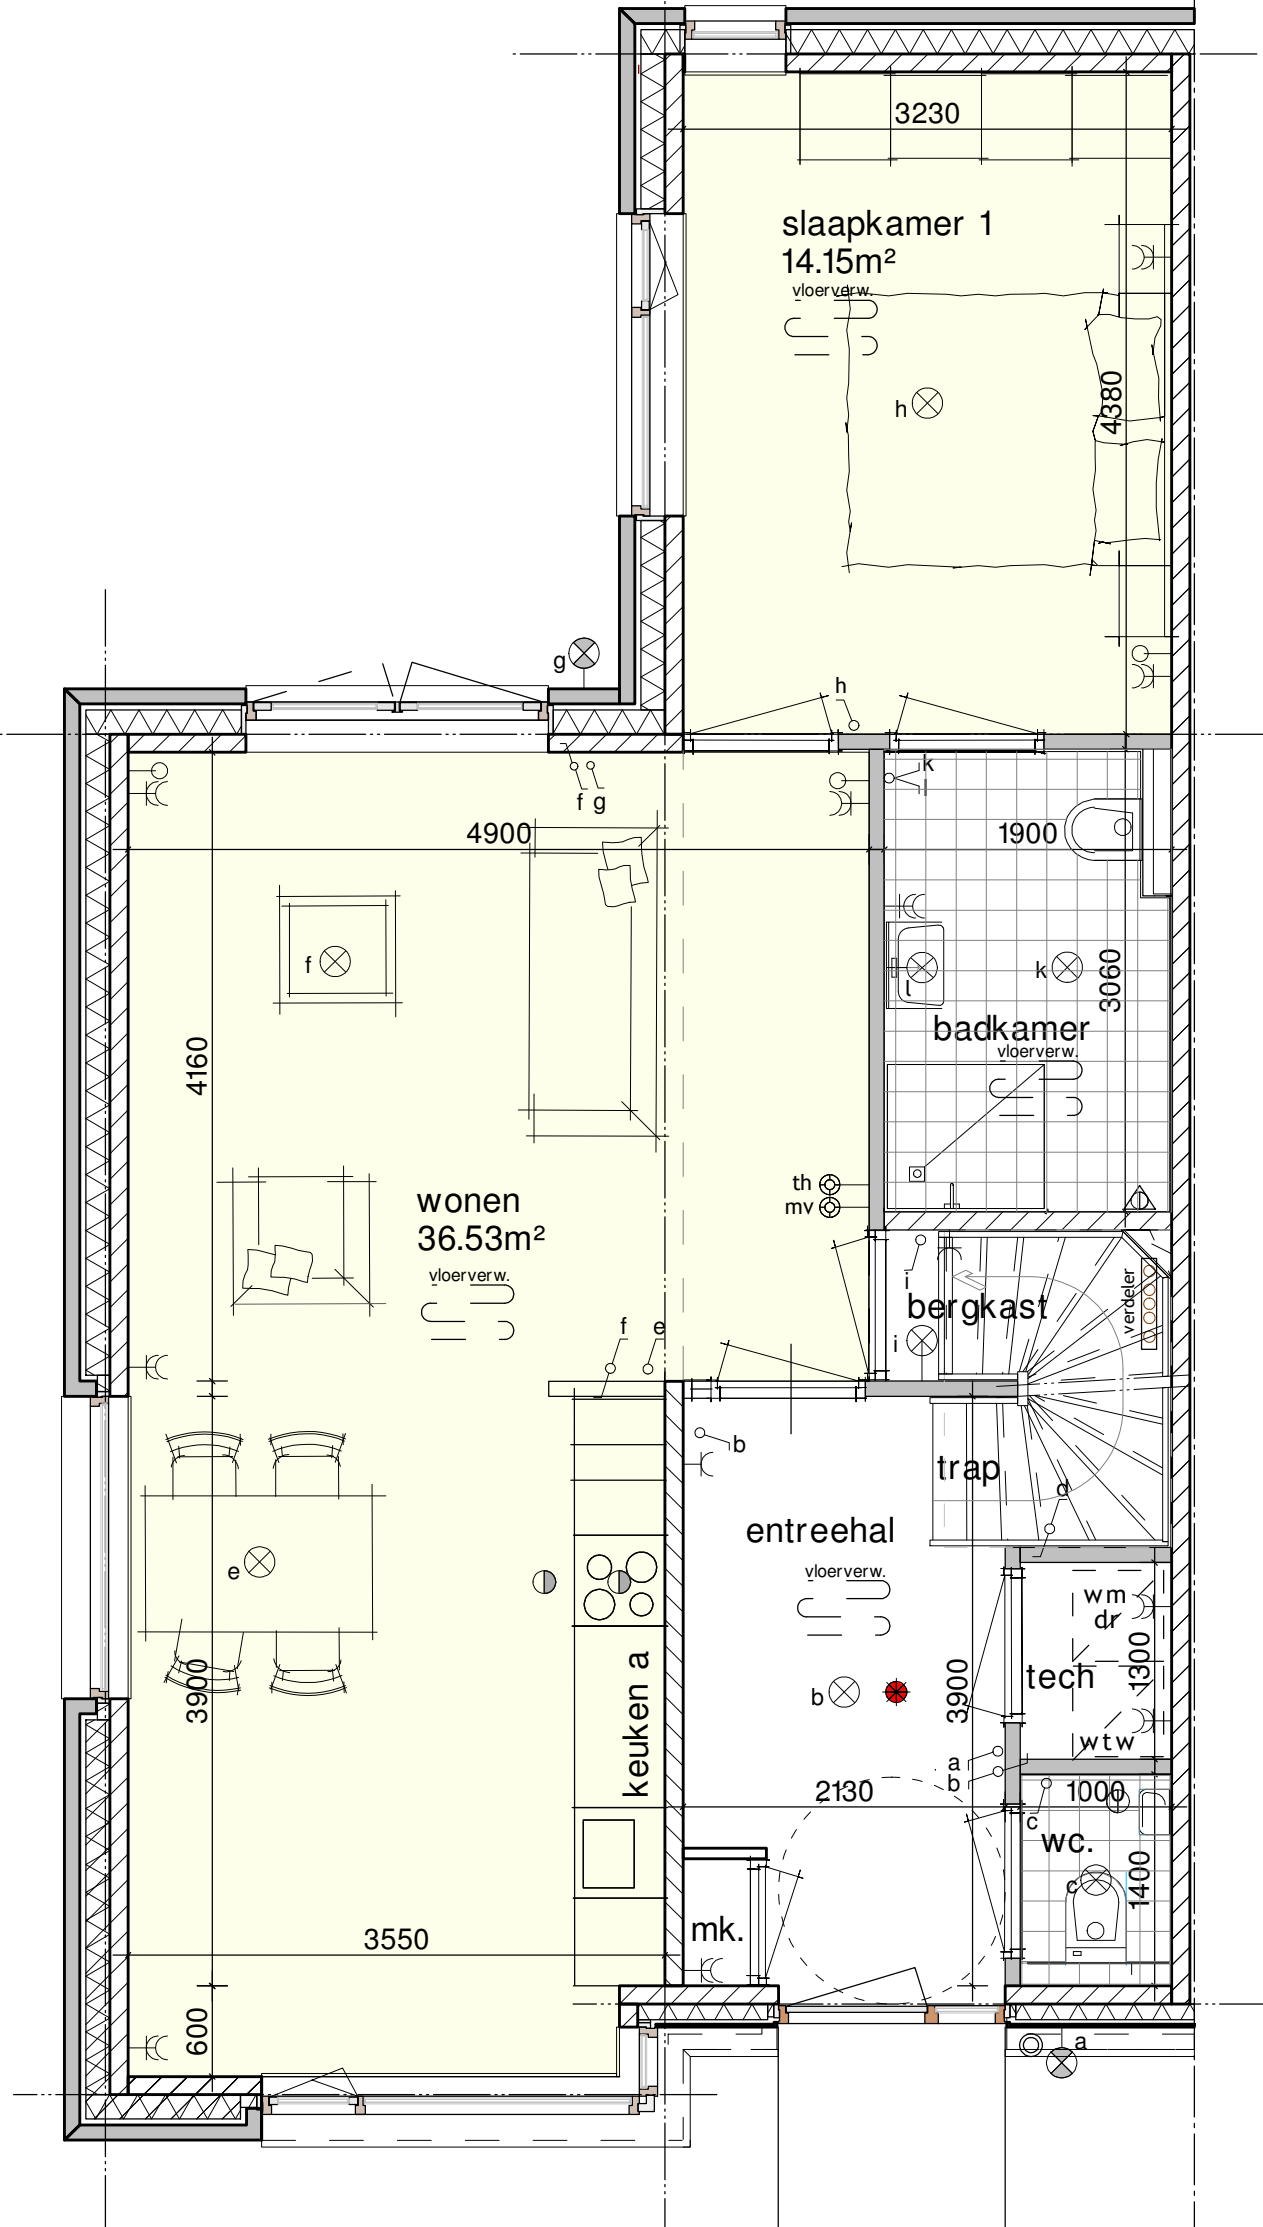 3230
slaapkamer 1
14.15m²
vloerverw.
h
4380
g
h
f g
k
l
4900
1900
f
l
k
3060
badkamer
vloerverw.
4160
th
mv
wonen
36.53m²
vloerverw.
i
bergkast
verdeler
i
f e
b
trap
d
entreehal
vloerverw.
e
wm
dr
1300
tech
keuken a
3900
b
3900
wtw
a
b
2130
1000
c
wc.
c
1400
mk.
3550
600
a